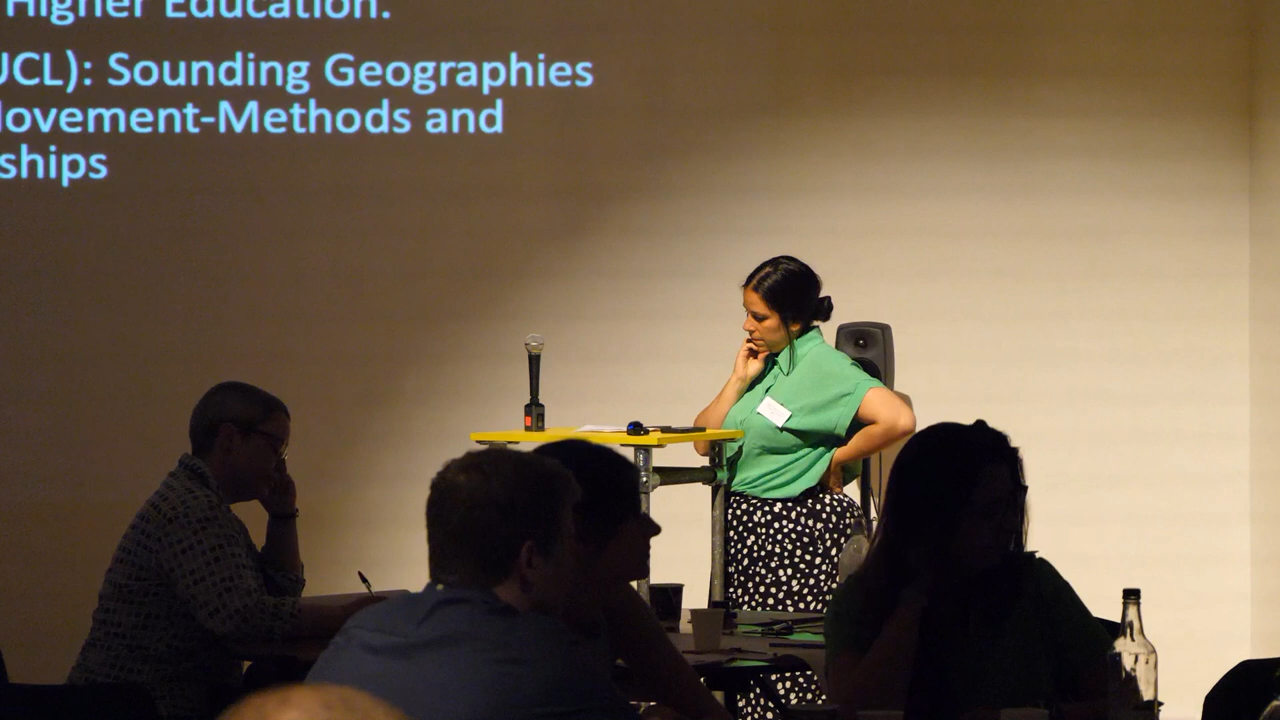 Higher Education.
UCL): Sounding Geographies
Movement-Methods and
ships